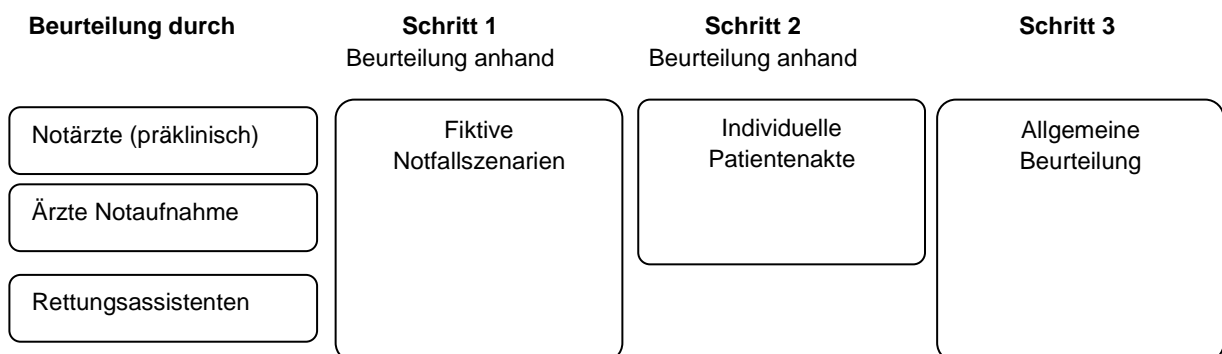 Beurteilung durch
Schritt 1
Schritt 2
Schritt 3
Beurteilung anhand
Beurteilung anhand
Notärzte (präklinisch)
Ärzte Notaufnahme
Rettungsassistenten
Fiktive
Notfallszenarien
Individuelle
Patientenakte
Allgemeine
Beurteilung